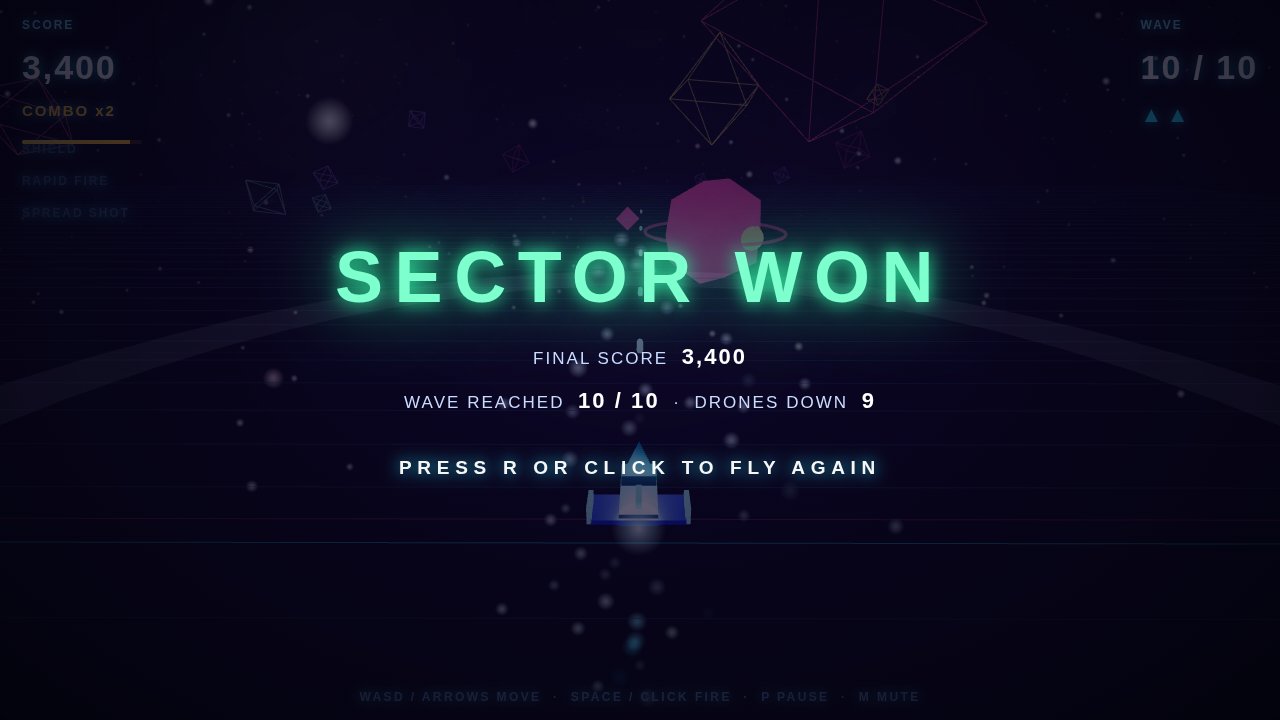 SCORE
3,400
COMBO x2
SHIELD
RAPID FIRE
SPREAD SHOT
WAVE
10 / 10
SECTOR WON
FINAL SCORE 3,400
WAVE REACHED 10 / 10 · DRONES DOWN 9
PRESS R OR CLICK TO FLY AGAIN
WASD / ARROWS MOVE · SPACE / CLICK FIRE · P PAUSE · M MUTE